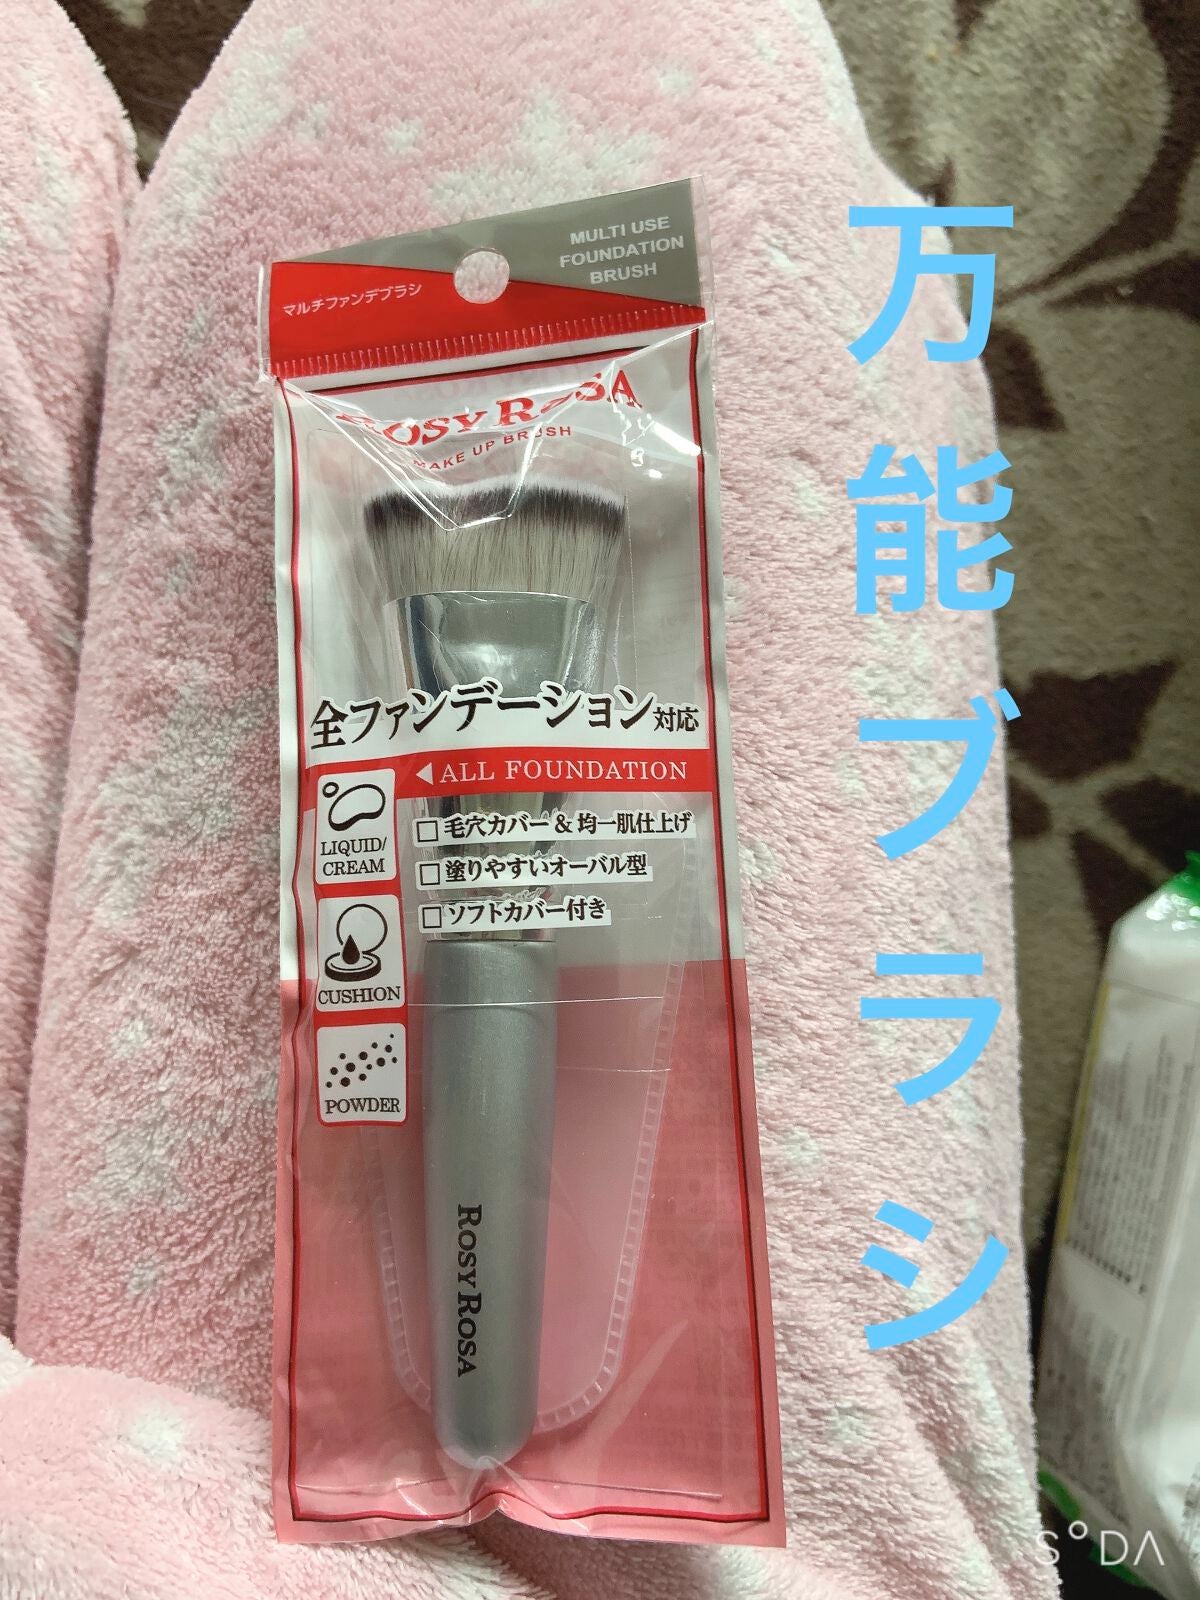 MULTI USE
FOUNDATION
BRUSH
マルチファンデブラシ
ROSY ROSA
MAKE UP BRUSH
全ファンデーション対応
ALL FOUNDATION
LIQUID/
CREAM
□ 毛穴カバー & 均一肌仕上げ
□ 塗りやすいオーバル型
□ ソフトカバー付き
CUSHION
POWDER
ROSY ROSA
万能ブラシ
SODA